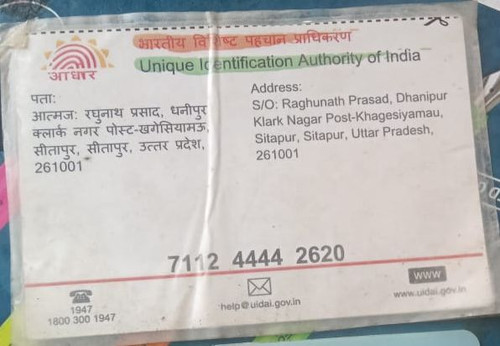 भारतीय विशिष्ट पहचान प्राधिकरण
Unique Identification Authority of India
आधार
पता:
आत्मज: रघुनाथ प्रसाद, धनीपुर
क्लार्क नगर पोस्ट-खगेसियामऊ,
सीतापुर, सीतापुर, उत्तर प्रदेश,
261001
Address:
S/O: Raghunath Prasad, Dhanipur
Klark Nagar Post-Khagesiyamau,
Sitapur, Sitapur, Uttar Pradesh,
261001
7112 4444 2620
1947
1800 300 1947
help@uidai.gov.in
www
www.uidai.gov.in